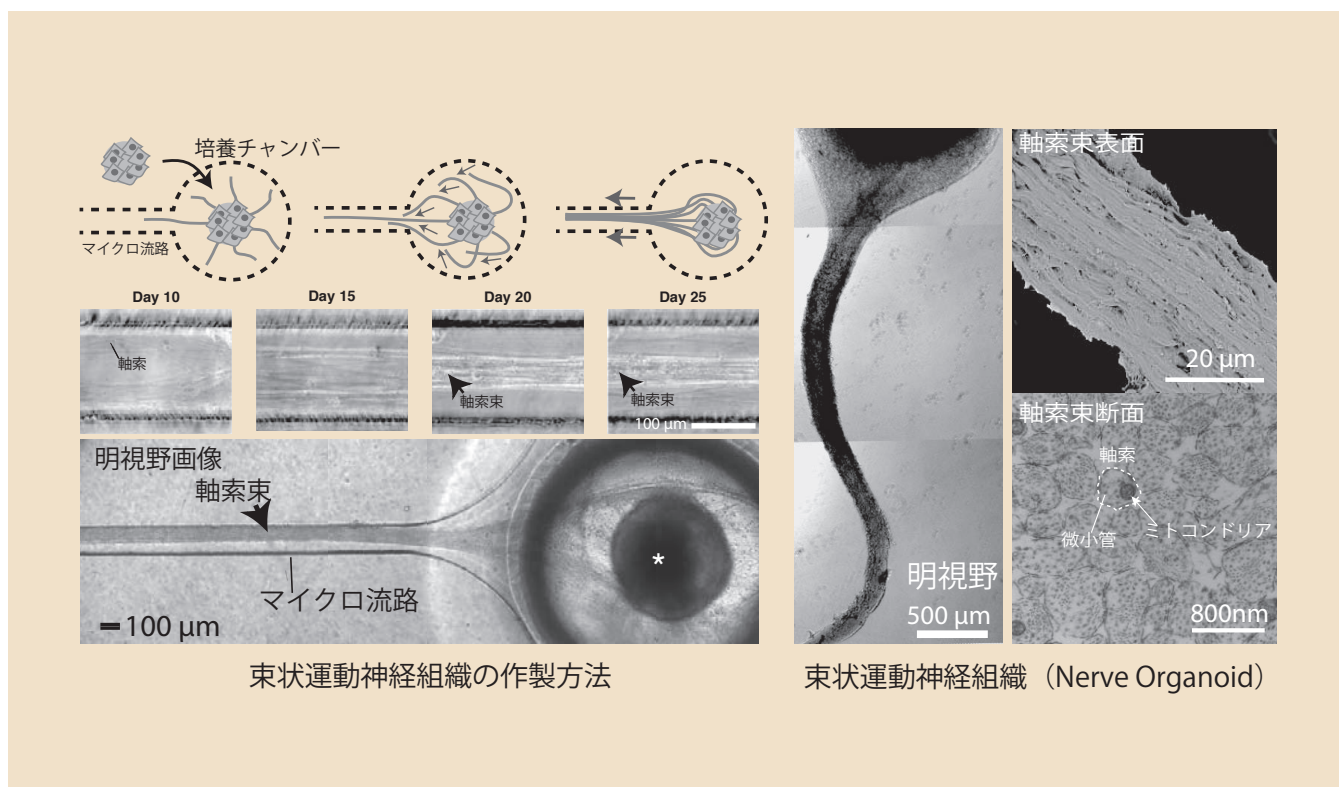 培養チャンバー
マイクロ流路
Day 10
Day 15
Day 20
Day 25
軸索
軸索束
軸索束
100 μm
明視野画像
軸索束
*
マイクロ流路
100 μm
束状運動神経組織の作製方法
明視野
500 μm
軸索束表面
20 μm
軸索束断面
軸索
微小管
ミトコンドリア
800nm
束状運動神経組織（Nerve Organoid）